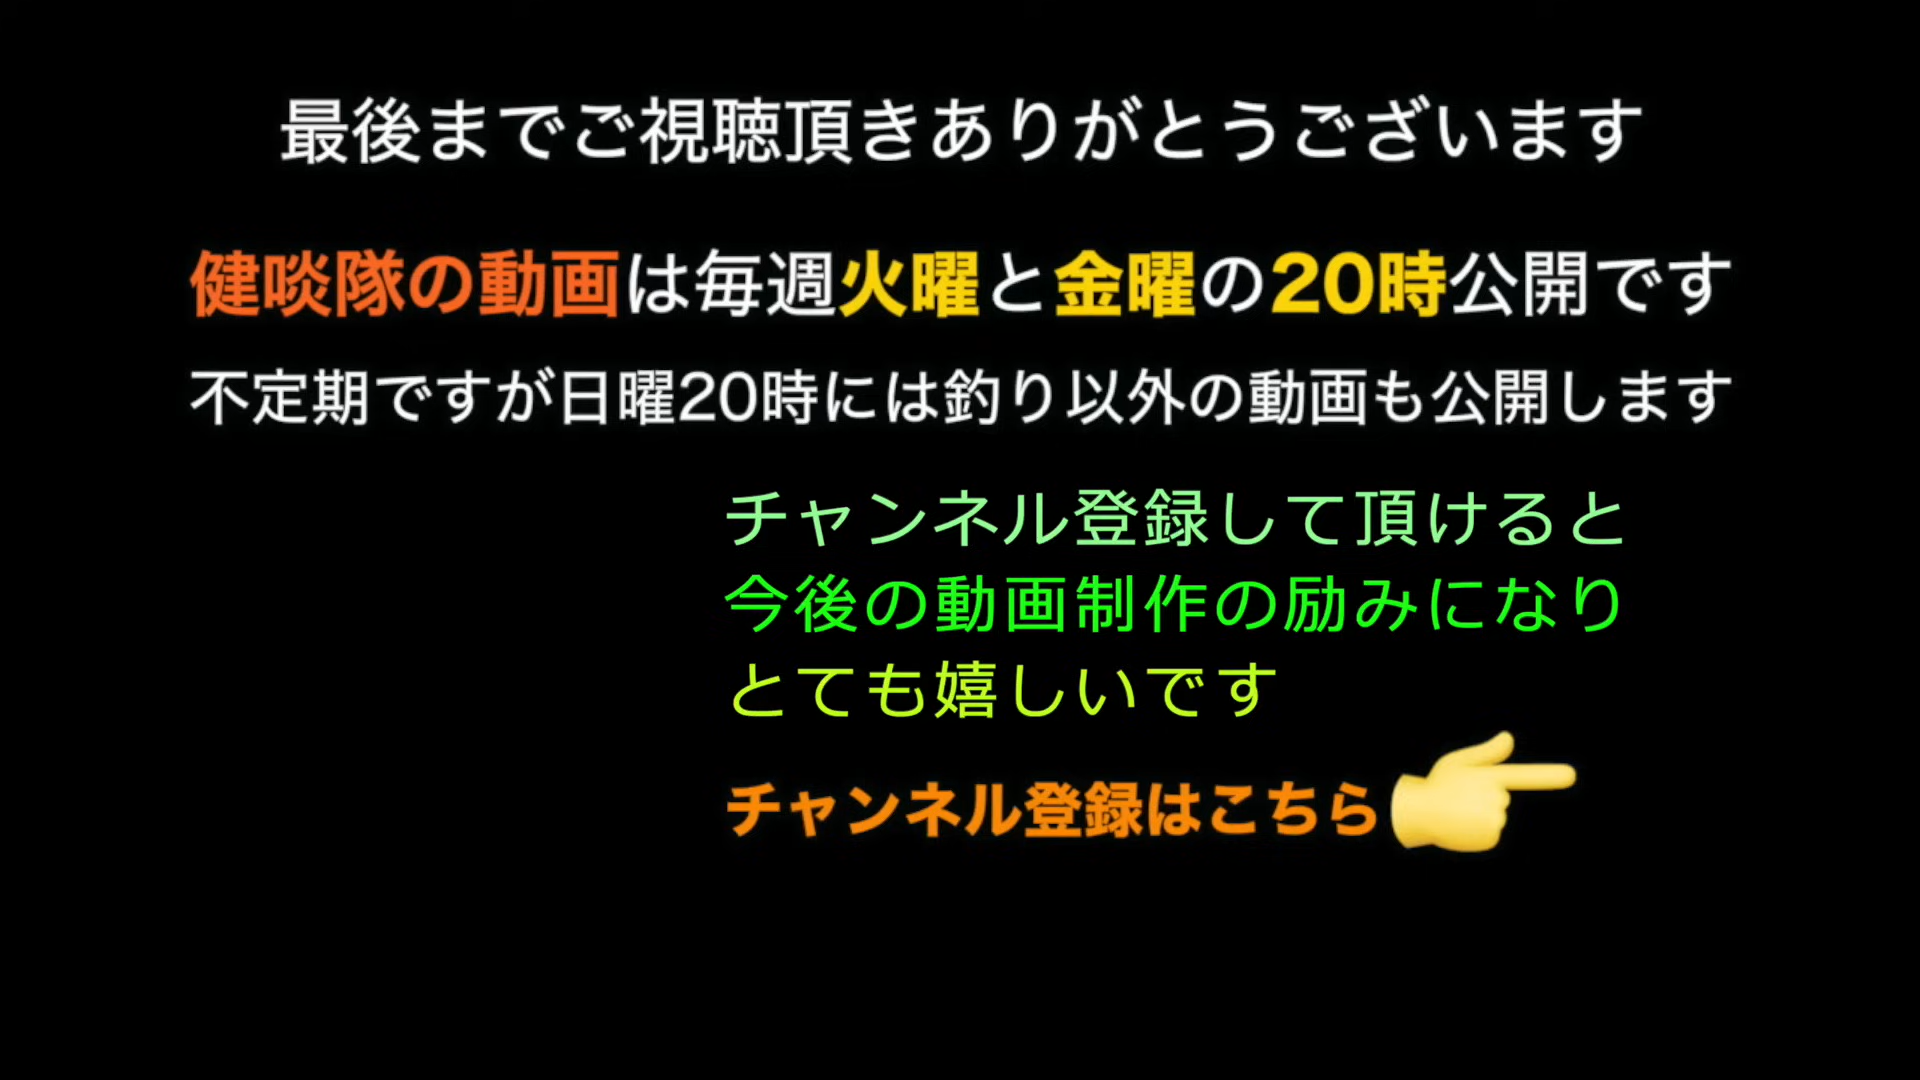 最後までご視聴頂きありがとうございます
健啖隊の動画は毎週火曜と金曜の20時公開です
不定期ですが日曜20時には釣り以外の動画も公開します
チャンネル登録して頂けると
今後の動画制作の励みになり
とても嬉しいです
チャンネル登録はこちら